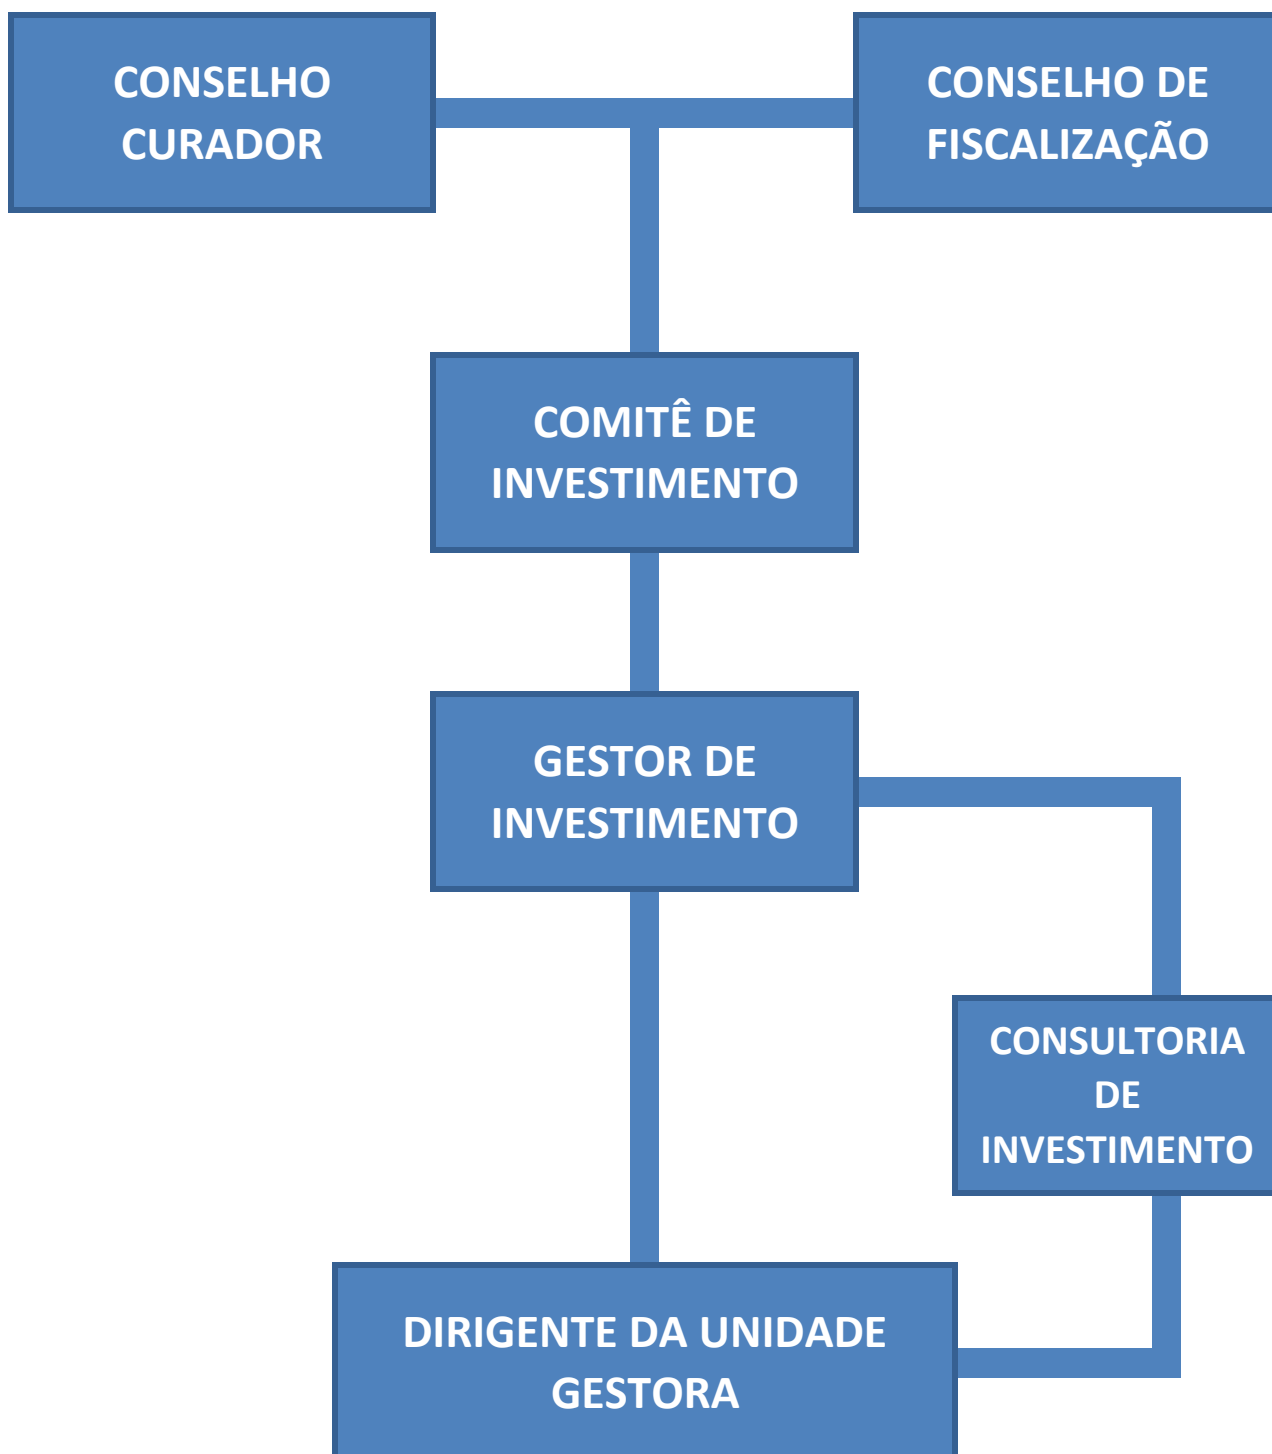 CONSELHO
CURADOR
CONSELHO DE
FISCALIZAÇÃO
COMITÊ DE
INVESTIMENTO
GESTOR DE
INVESTIMENTO
CONSULTORIA
DE
INVESTIMENTO
DIRIGENTE DA UNIDADE
GESTORA